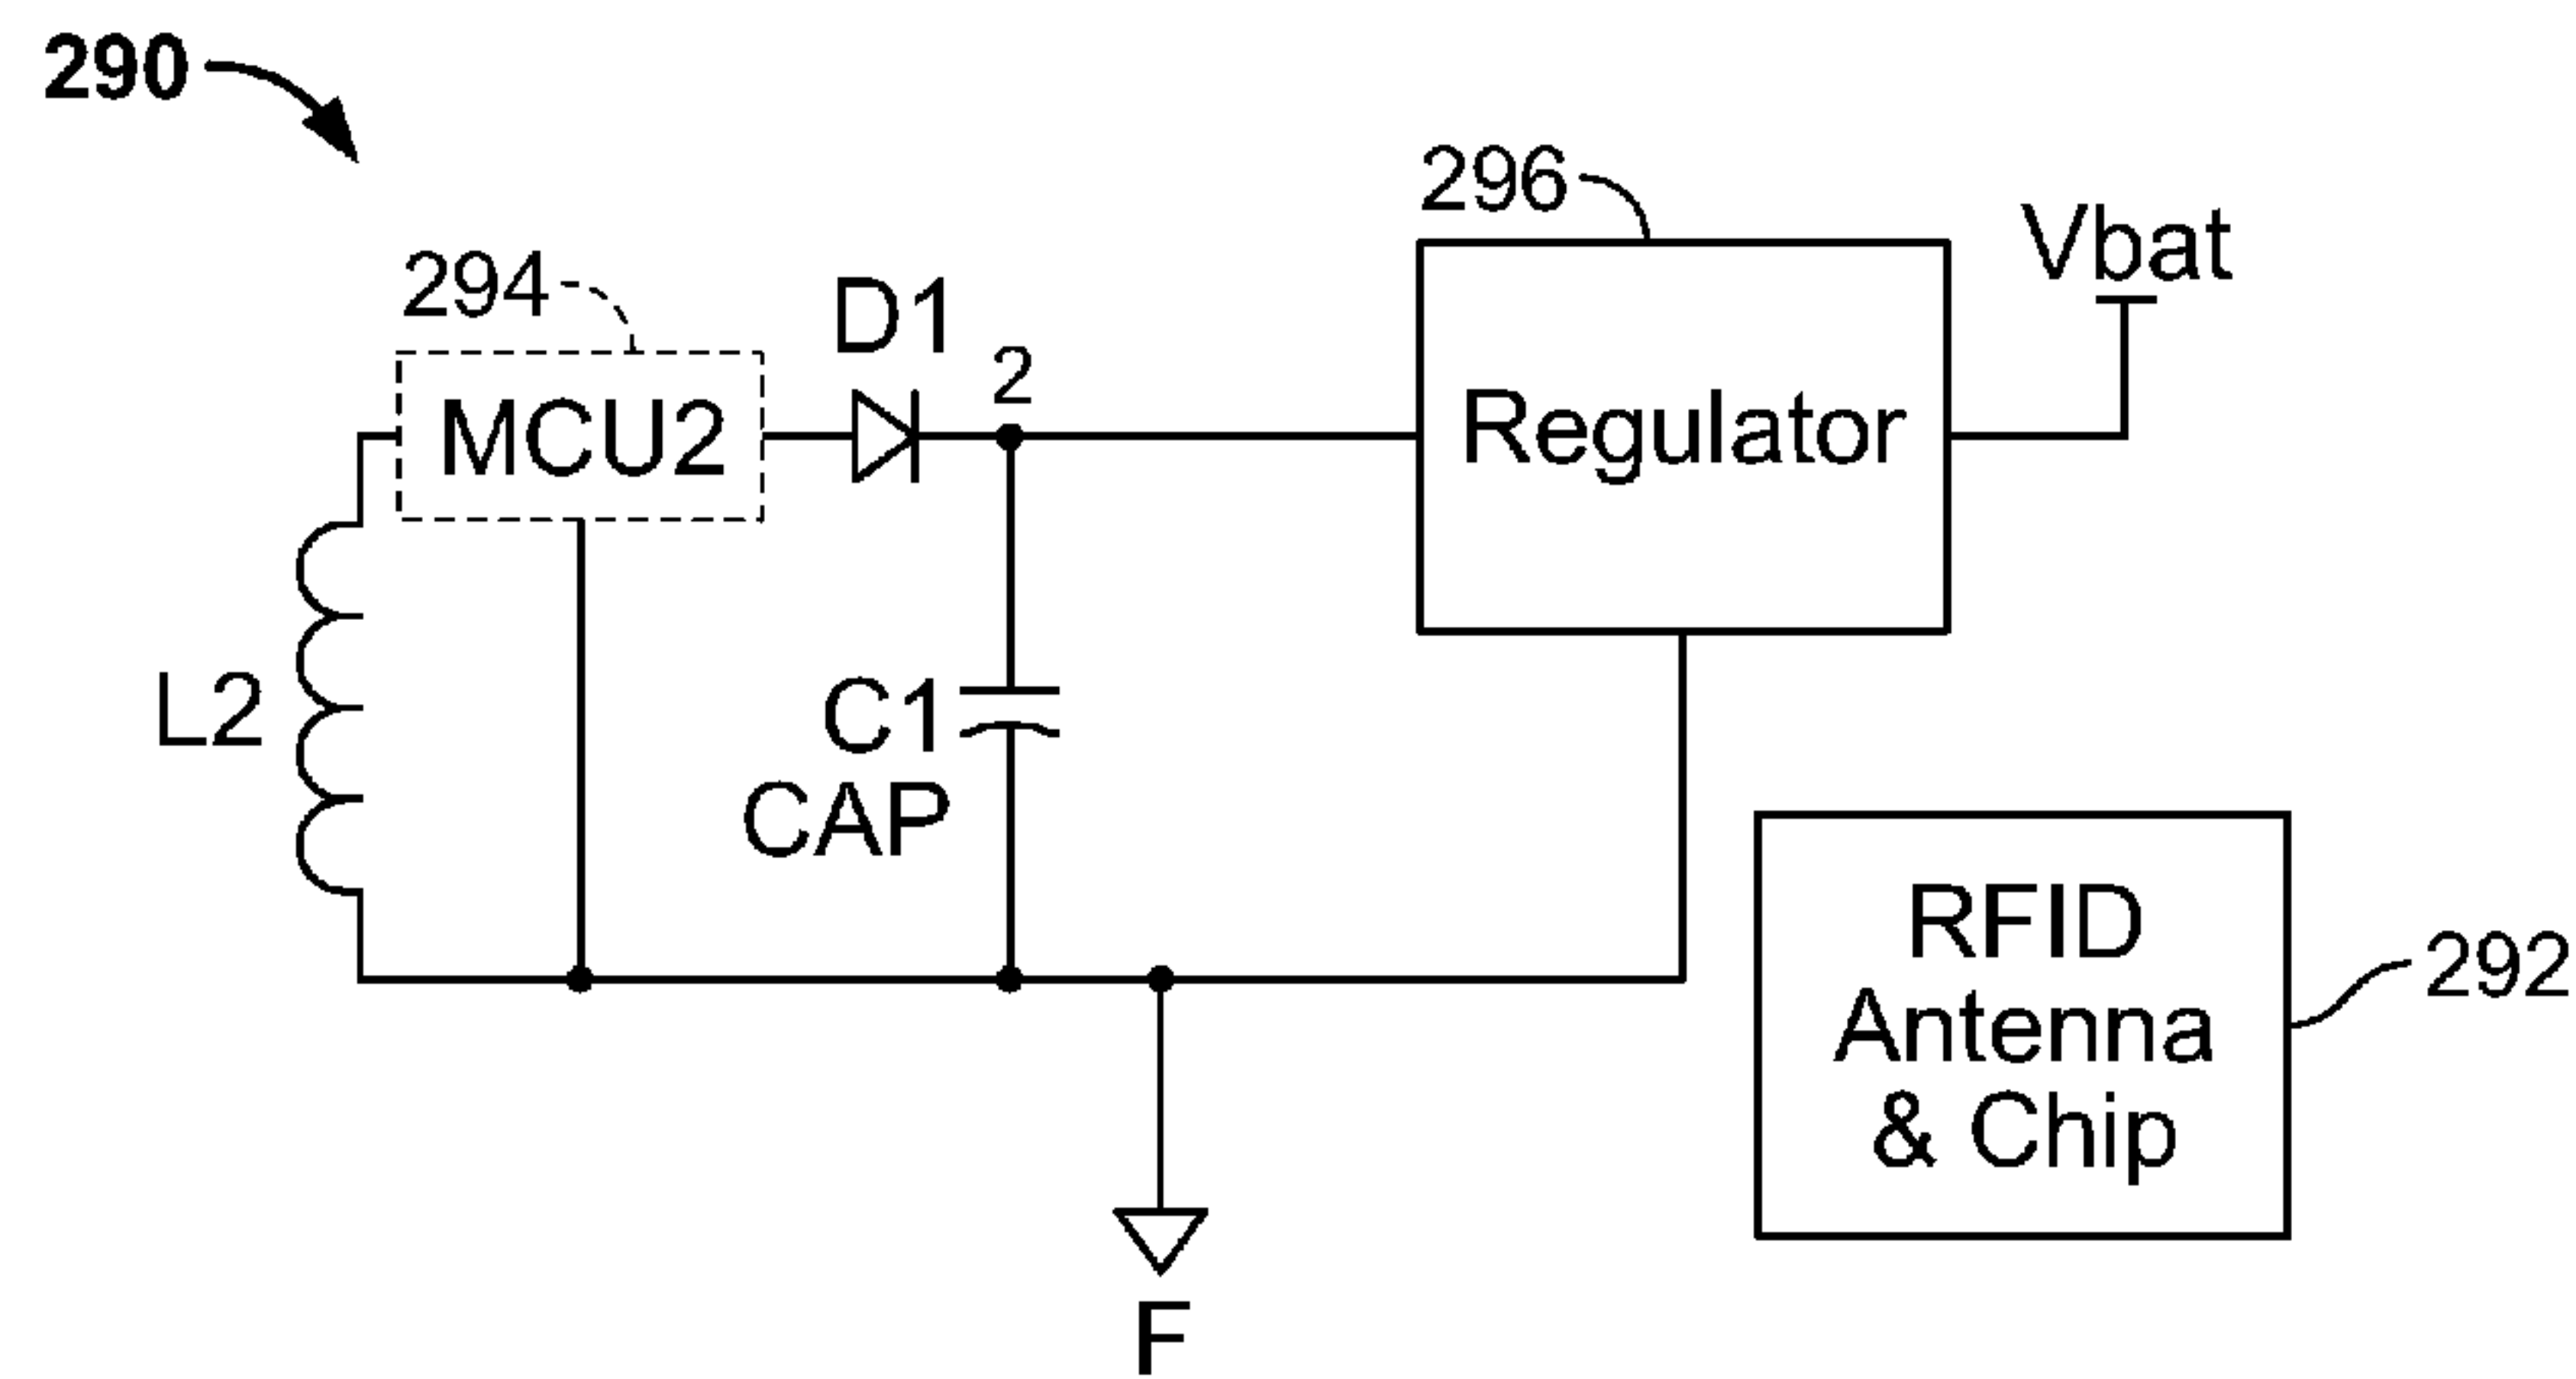 290
296
Vbat
294
D1
2
MCU2
Regulator
L2
C1
CAP
RFID
Antenna
& Chip
292
F